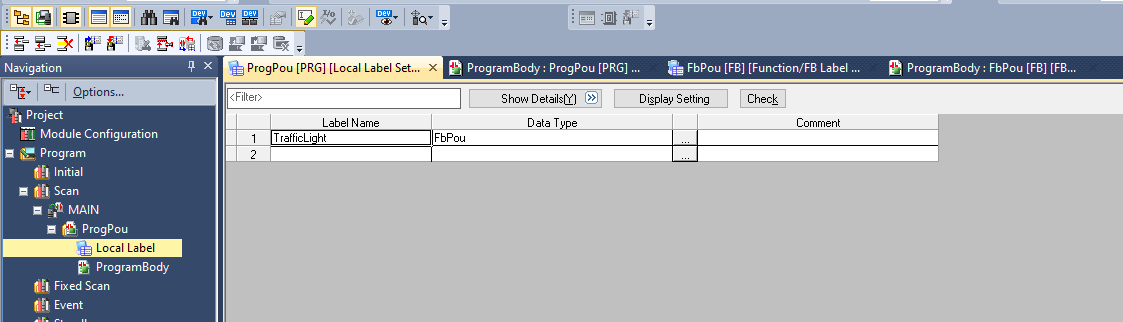 Navigation
Options...
Project
Module Configuration
Program
Initial
Scan
MAIN
ProgPou
Local Label
ProgramBody
Fixed Scan
Event
ProgPou [PRG] [Local Label Set...
ProgramBody : ProgPou [PRG] ...
FbPou [FB] [Function/FB Label ...
ProgramBody : FbPou [FB] [FB...
<Filter>
Show Details(Y)
Display Setting
Check
Label Name Data Type Comment
1 TrafficLight FbPou ...
2 ...